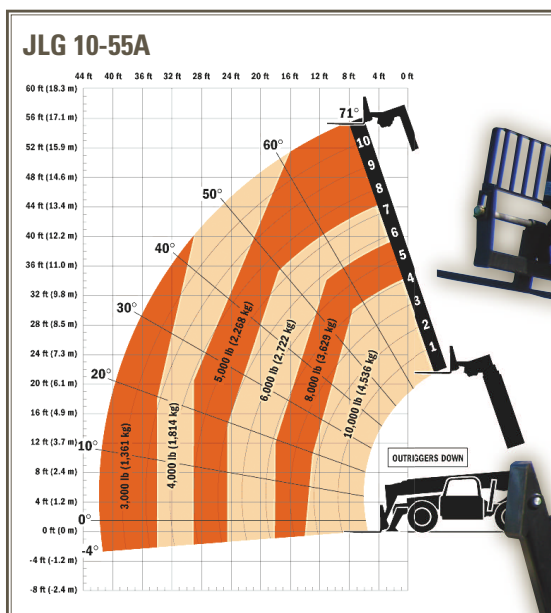 JLG 10-55A
44 ft 40 ft 36 ft 32 ft 28 ft 24 ft 20 ft 16 ft 12 ft 8 ft 4 ft 0 ft
60 ft (18.3 m)
56 ft (17.1 m)
52 ft (15.9 m)
48 ft (14.6 m)
44 ft (13.4 m)
40 ft (12.2 m)
36 ft (11.0 m)
32 ft (9.8 m)
28 ft (8.5 m)
24 ft (7.3 m)
20 ft (6.1 m)
16 ft (4.9 m)
12 ft (3.7 m)
8 ft (2.4 m)
4 ft (1.2 m)
0 ft (0 m)
-4 ft (-1.2 m)
-8 ft (-2.4 m)
71°
60°
50°
40°
30°
20°
10°
0°
-4°
10
9
8
7
6
5
4
3
2
1
3,000 lb (1,361 kg)
4,000 lb (1,814 kg)
5,000 lb (2,268 kg)
6,000 lb (2,722 kg)
8,000 lb (3,629 kg)
10,000 lb (4,536 kg)
OUTRIGGERS DOWN